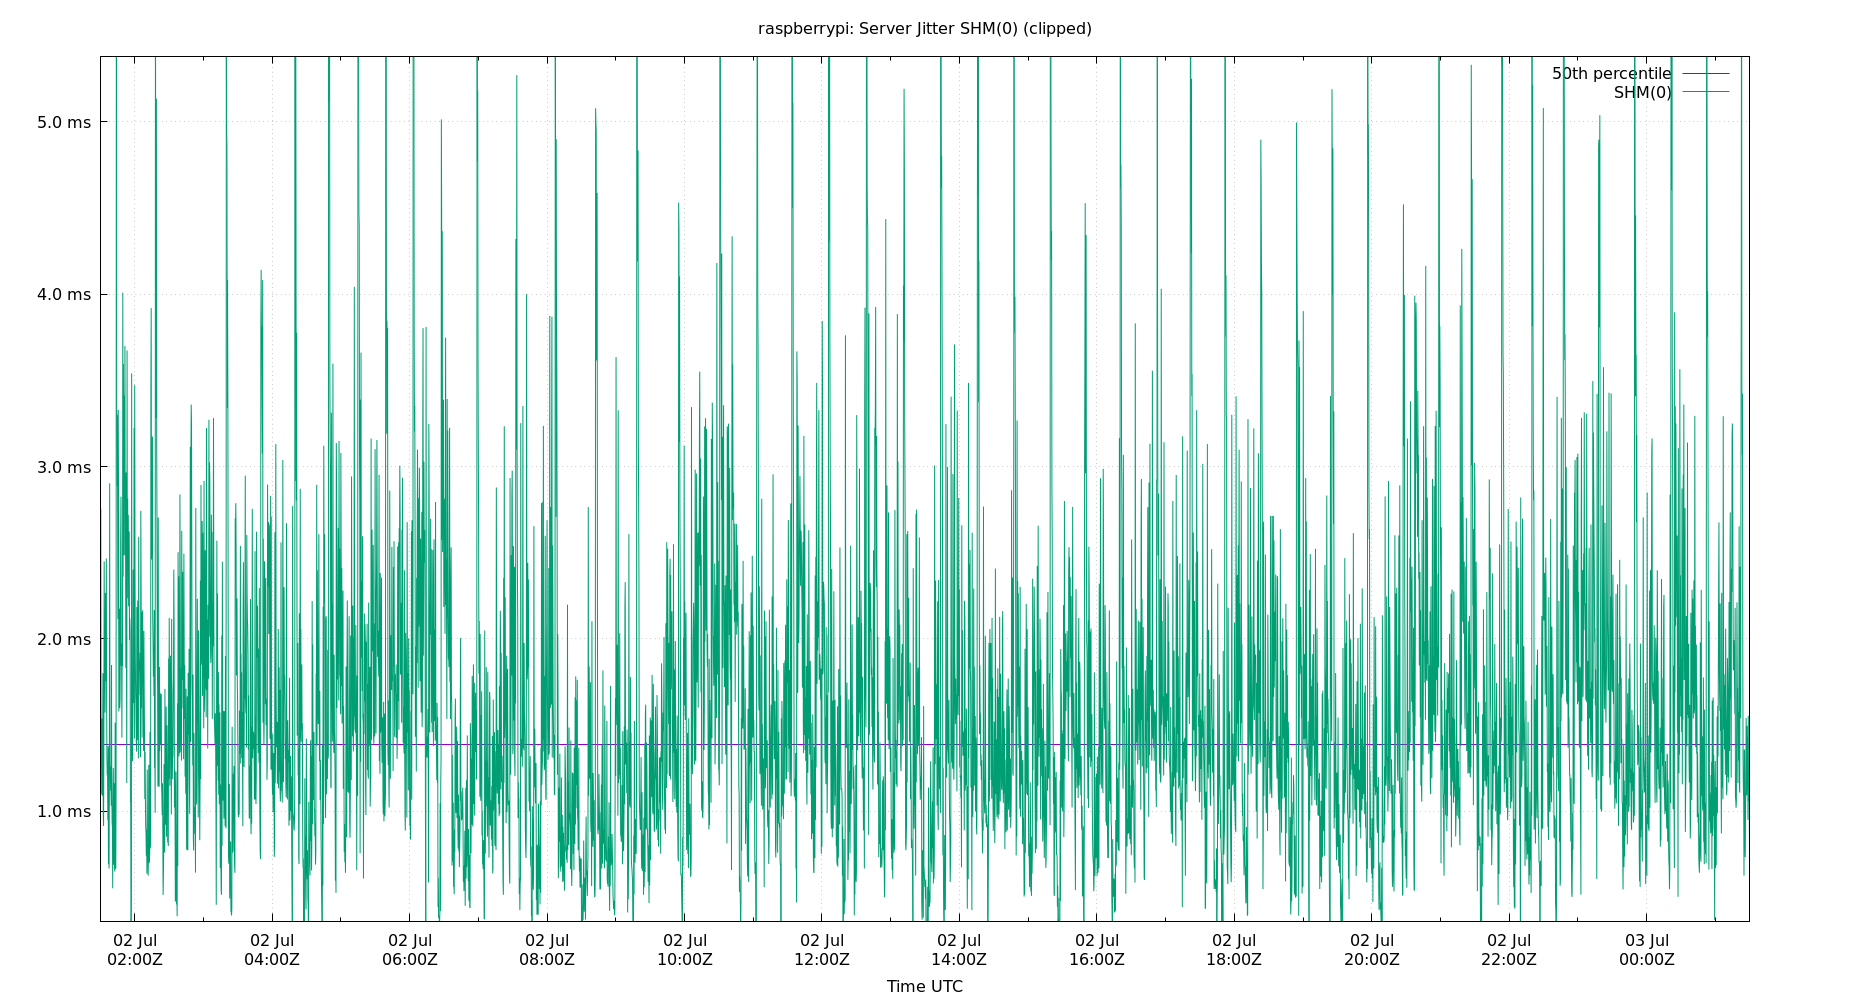 raspberrypi: Server Jitter SHM(0) (clipped)
50th percentile
SHM(0)
5.0 ms
4.0 ms
3.0 ms
2.0 ms
1.0 ms
02 Jul 02 Jul 02 Jul 02 Jul 02 Jul 02 Jul 02 Jul 02 Jul 02 Jul 02 Jul 02 Jul 03 Jul
02:00Z 04:00Z 06:00Z 08:00Z 10:00Z 12:00Z 14:00Z 16:00Z 18:00Z 20:00Z 22:00Z 00:00Z
Time UTC